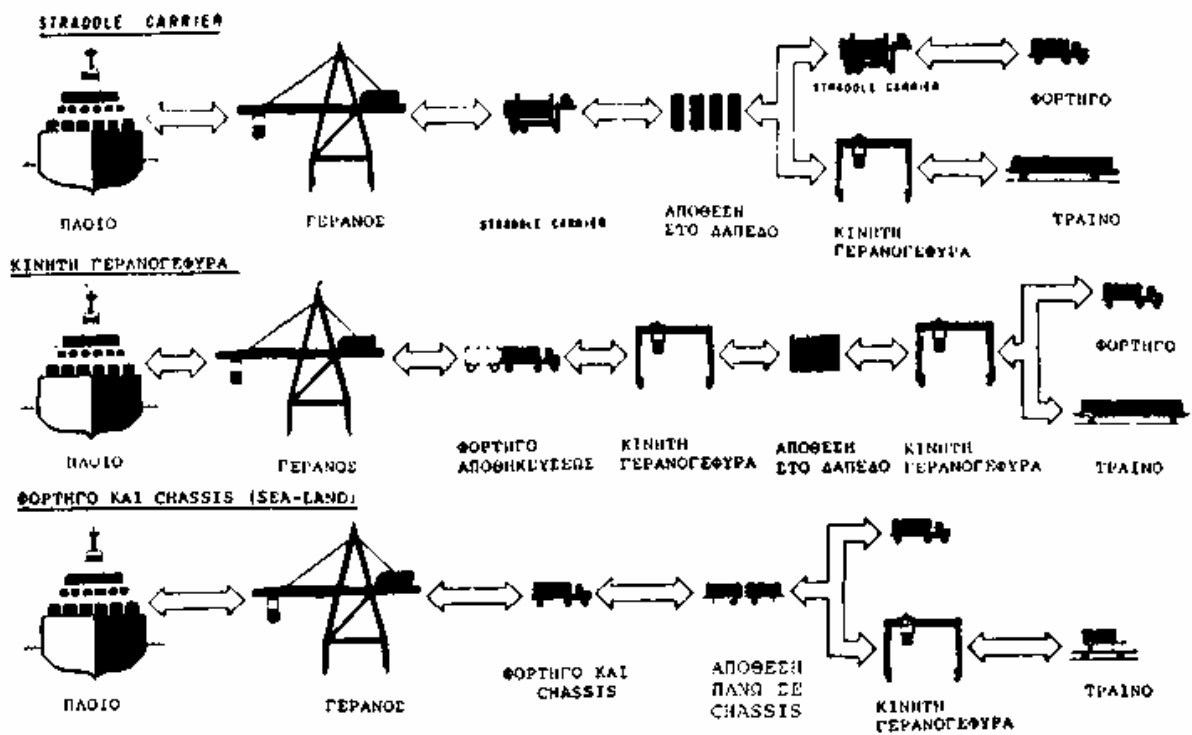 STRADDLE CARRIER
STRADDLE CARRIER
ΦΟΡΤΗΓΟ
ΠΛΟΙΟ
ΓΕΡΑΝΟΣ
STRADDLE CARRIER
ΑΠΟΘΕΣΗ
ΣΤΟ ΔΑΠΕΔΟ
ΚΙΝΗΤΗ
ΓΕΡΑΝΟΓΕΦΥΡΑ
ΤΡΑΙΝΟ
ΚΙΝΗΤΗ ΓΕΡΑΝΟΓΕΦΥΡΑ
ΦΟΡΤΗΓΟ
ΠΛΟΙΟ
ΓΕΡΑΝΟΣ
ΦΟΡΤΗΓΟ
ΑΠΟΘΗΚΕΥΣΕΩΣ
ΚΙΝΗΤΗ
ΓΕΡΑΝΟΓΕΦΥΡΑ
ΑΠΟΘΕΣΗ
ΣΤΟ ΔΑΠΕΔΟ
ΚΙΝΗΤΗ
ΓΕΡΑΝΟΓΕΦΥΡΑ
ΤΡΑΙΝΟ
ΦΟΡΤΗΓΟ ΚΑΙ CHASSIS (SEA-LAND)
ΠΛΟΙΟ
ΓΕΡΑΝΟΣ
ΦΟΡΤΗΓΟ ΚΑΙ
CHASSIS
ΑΠΟΘΕΣΗ
ΠΑΝΩ ΣΕ
CHASSIS
ΚΙΝΗΤΗ
ΓΕΡΑΝΟΓΕΦΥΡΑ
ΤΡΑΙΝΟ